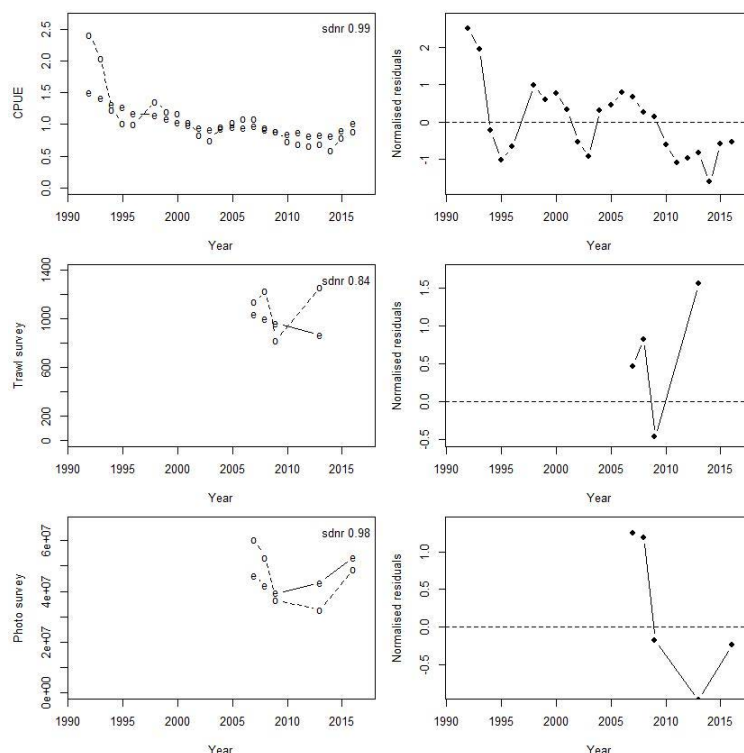 sdnr 0.99
CPUE
0.0 0.5 1.0 1.5 2.0 2.5
1990 1995 2000 2005 2010 2015
Year
Normalised residuals
-1 0 1 2
1990 1995 2000 2005 2010 2015
Year
sdnr 0.84
Trawl survey
0 200 600 1000 1400
1990 1995 2000 2005 2010 2015
Year
Normalised residuals
-0.5 0.0 0.5 1.0 1.5
1990 1995 2000 2005 2010 2015
Year
sdnr 0.98
Photo survey
0e+00 2e+07 4e+07 6e+07
1990 1995 2000 2005 2010 2015
Year
Normalised residuals
-0.5 0.0 0.5 1.0
1990 1995 2000 2005 2010 2015
Year